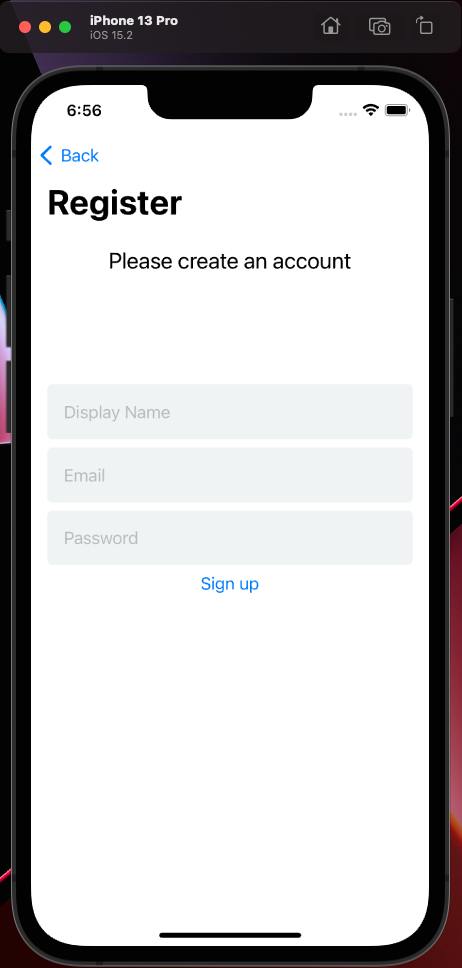 iPhone 13 Pro
iOS 15.2
6:56
Back
Register
Please create an account
Display Name
Email
Password
Sign up